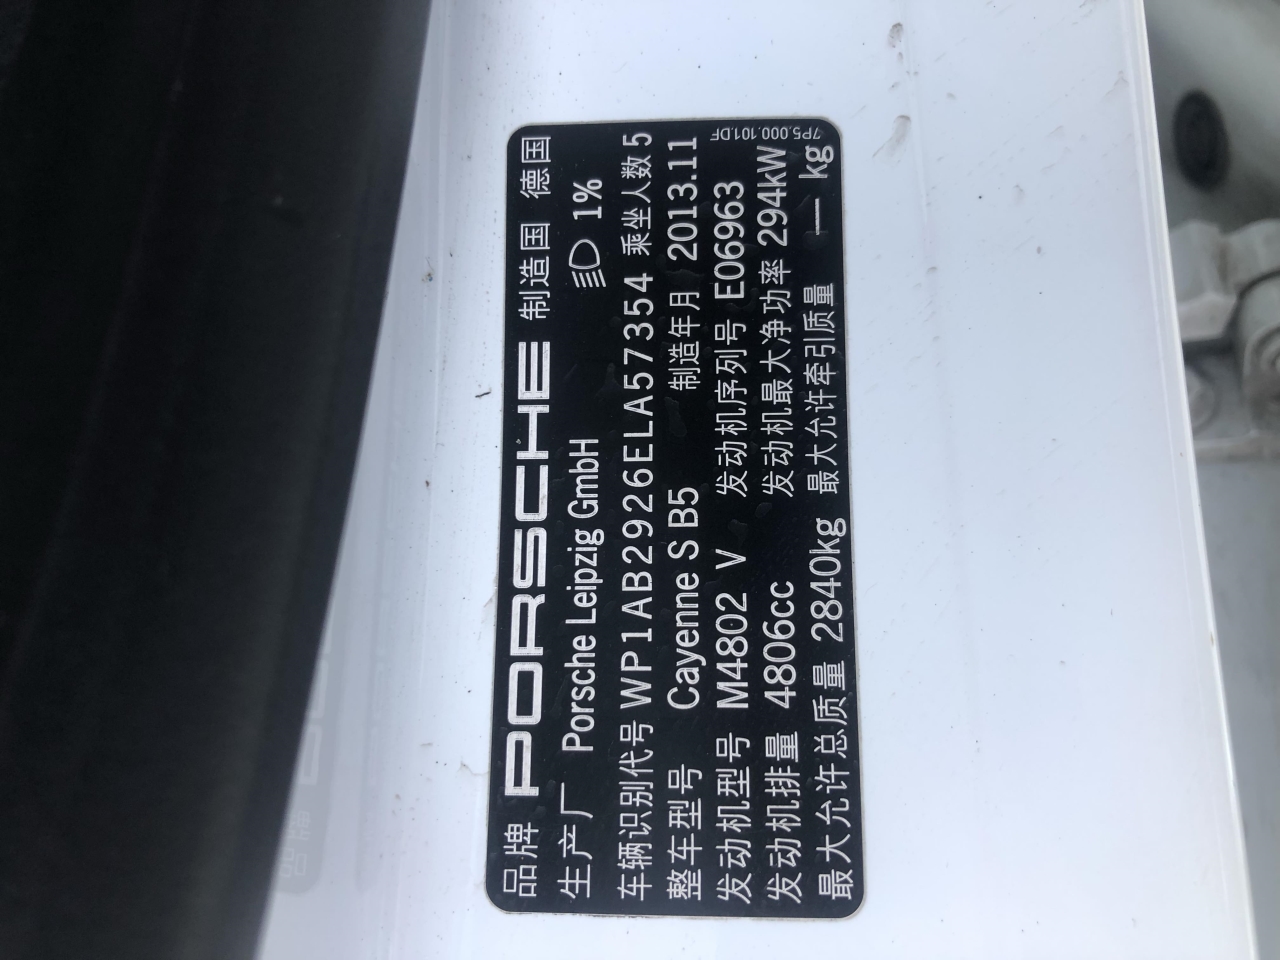 品牌 PORSCHE 制造国 德国
生产厂 Porsche Leipzig GmbH 1%
车辆识别代号 WP1AB2926ELA57354 乘坐人数 5
整车型号 Cayenne S B5 制造年月 2013.11
发动机型号 M4802 V 发动机序列号 E06963
发动机排量 4806cc 发动机最大净功率 294kW
最大允许总质量 2840kg 最大允许牵引质量 — kg
7P5.000.101.DF